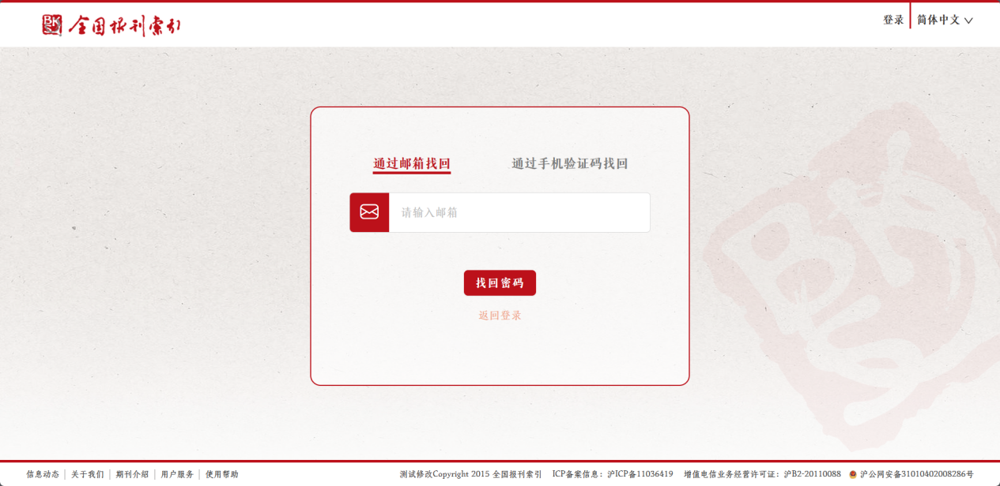 BKSY 全国报刊索引
登录 简体中文
通过邮箱找回 通过手机验证码找回
请输入邮箱
找回密码
返回登录
信息动态 关于我们 期刊介绍 用户服务 使用帮助 测试修改Copyright 2015 全国报刊索引 ICP备案信息：沪ICP备11036419 增值电信业务经营许可证：沪B2-20110088 沪公网安备31010402008286号